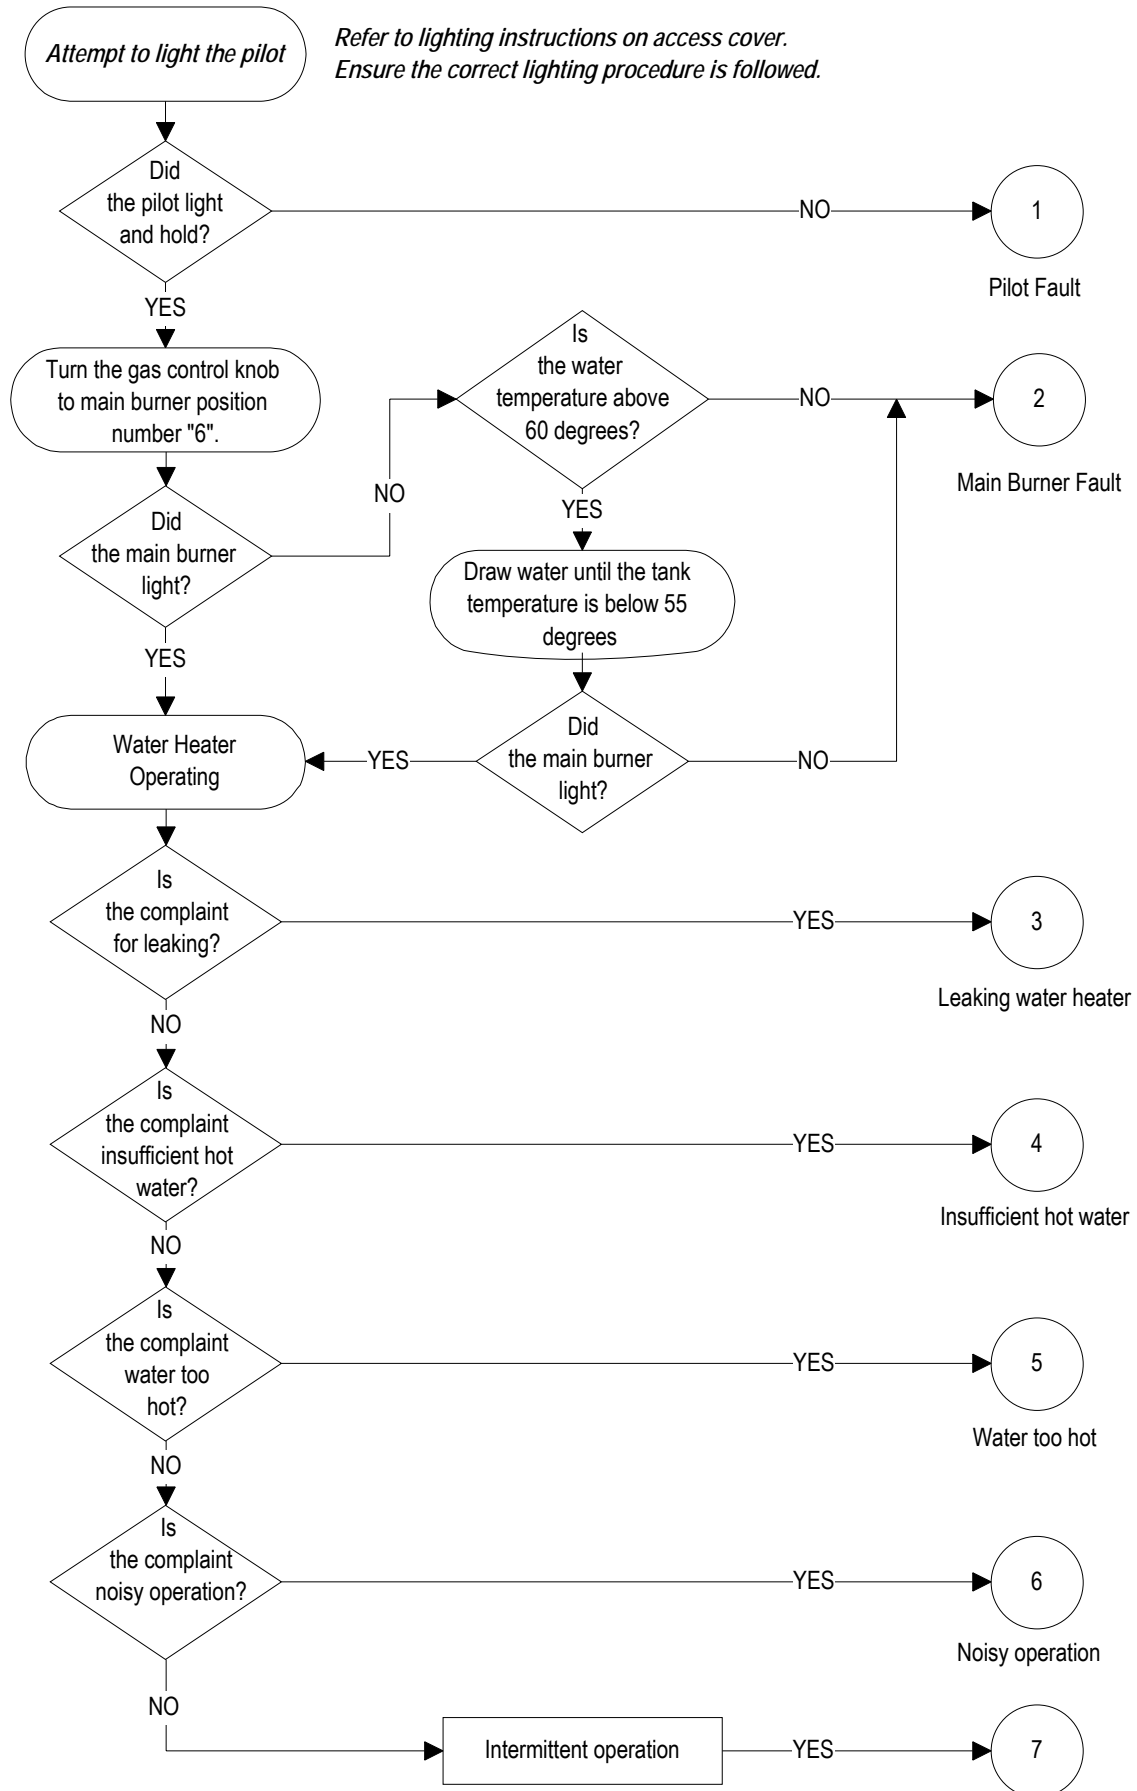 Attempt to light the pilot
Refer to lighting instructions on access cover.
Ensure the correct lighting procedure is followed.
Did
the pilot light
and hold?
NO
1
Pilot Fault
YES
Turn the gas control knob
to main burner position
number "6".
Is
the water
temperature above
60 degrees?
NO
2
Main Burner Fault
NO
YES
Did
the main burner
light?
Draw water until the tank
temperature is below 55
degrees
YES
Water Heater
Operating
YES
Did
the main burner
light?
NO
Is
the complaint
for leaking?
YES
3
Leaking water heater
NO
Is
the complaint
insufficient hot
water?
YES
4
Insufficient hot water
NO
Is
the complaint
water too
hot?
YES
5
Water too hot
NO
Is
the complaint
noisy operation?
YES
6
Noisy operation
NO
Intermittent operation
YES
7